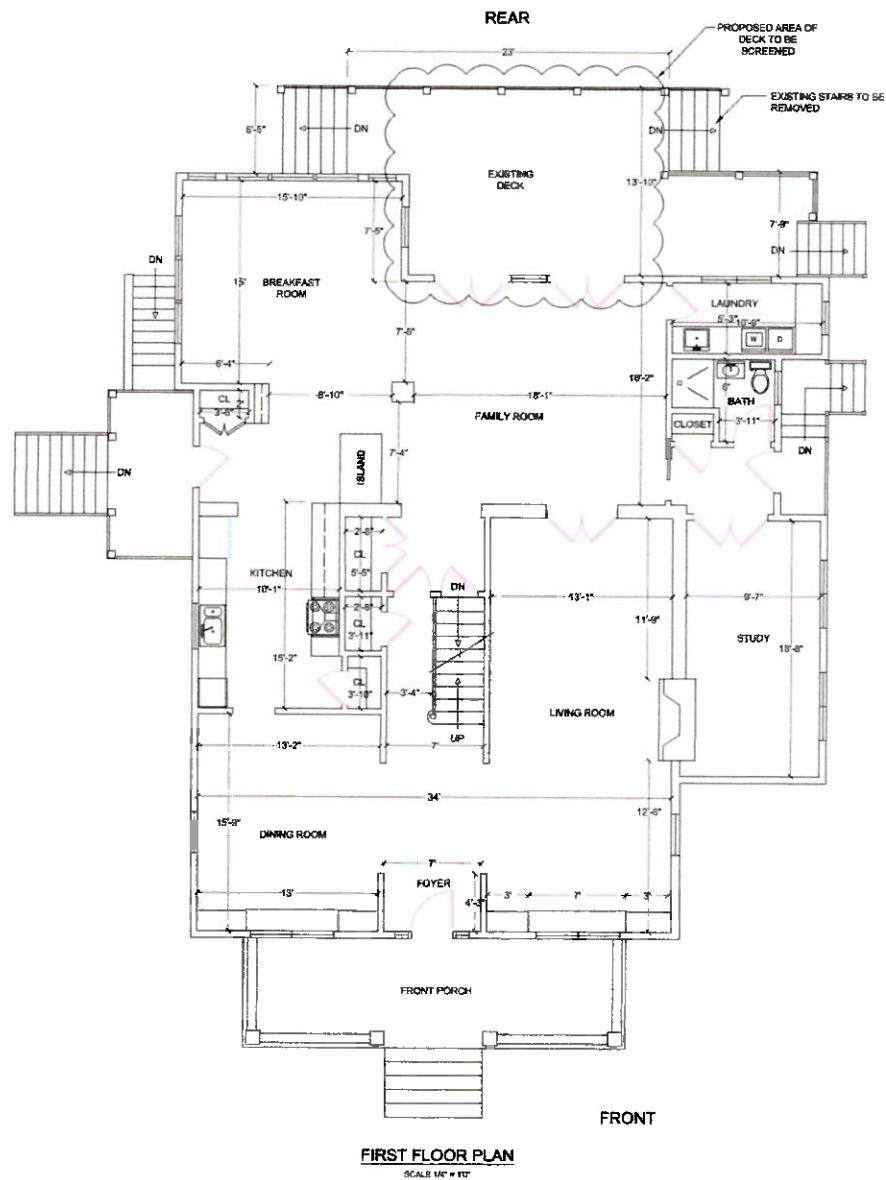 REAR
PROPOSED AREA OF
DECK TO BE
SCREENED
23'
EXISTING STAIRS TO BE
REMOVED
DN
DN
6'-5"
EXISTING
DECK
13'-10"
15'-10"
7'-5"
7'-9"
DN
DN
15'
BREAKFAST
ROOM
LAUNDRY
5'-3"
10'-9"
W
D
7'-6"
6'-4"
18'-2"
6'
BATH
CL
3'-6"
8'-10"
18'-1"
3'-11"
FAMILY ROOM
CLOSET
DN
DN
ISLAND
7'-4"
2'-8"
CL
5'-5"
KITCHEN
10'-1"
DN
13'-1"
9'-7"
2'-8"
CL
3'-11"
11'-9"
STUDY
15'-2"
18'-8"
CL
3'-10"
3'-4"
LIVING ROOM
UP
13'-2"
7'
34'
15'-9"
12'-6"
DINING ROOM
7'
FOYER
13'
4'-3"
3'
7'
3'
FRONT PORCH
FRONT
FIRST FLOOR PLAN